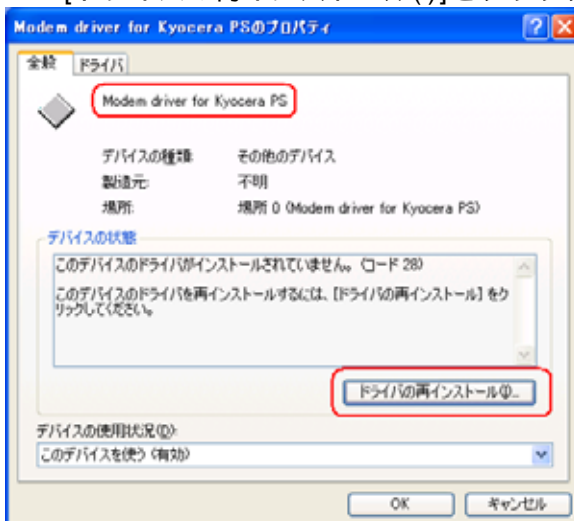 Modem driver for Kyocera PSのプロパティ
全般 ドライバ
Modem driver for Kyocera PS
デバイスの種類: その他のデバイス
製造元: 不明
場所: 場所 0 (Modem driver for Kyocera PS)
デバイスの状態
このデバイスのドライバがインストールされていません。 (コード 28)
このデバイスのドライバを再インストールするには、[ドライバの再インストール] をク
リックしてください。
ドライバの再インストール(I)...
デバイスの使用状況(D):
このデバイスを使う (有効)
OK キャンセル